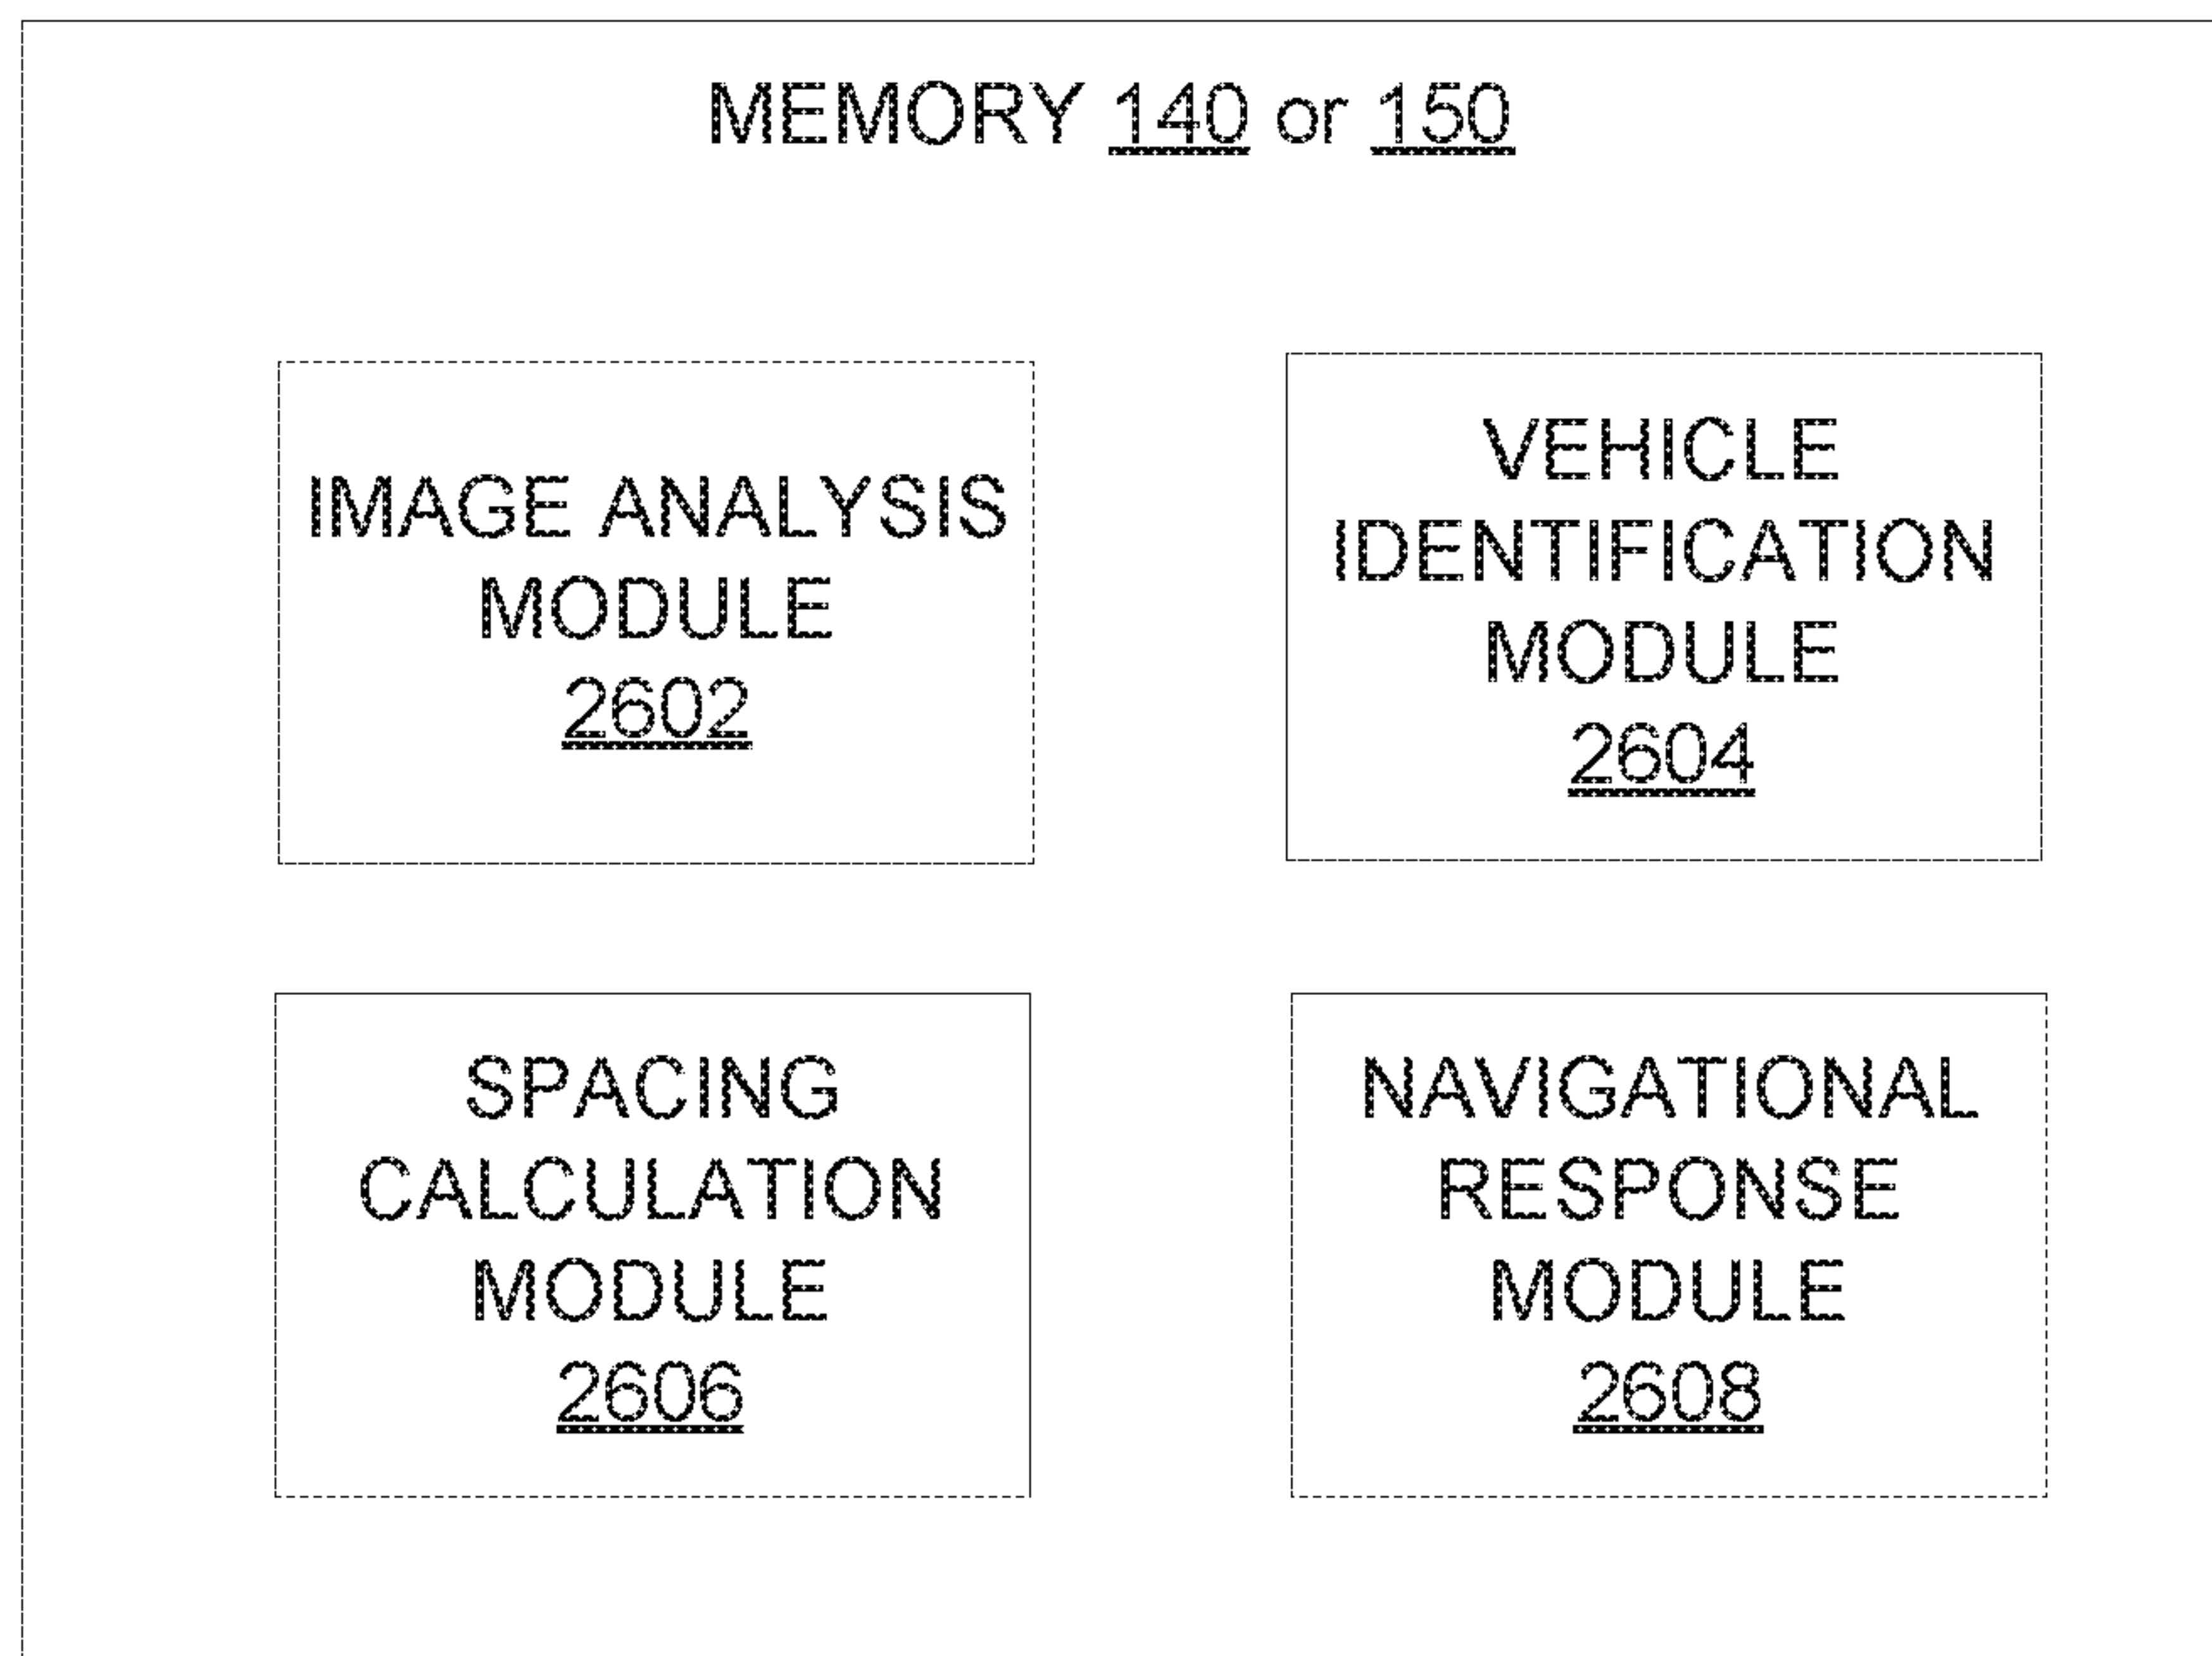 MEMORY 140 or 150
IMAGE ANALYSIS
MODULE
2602
VEHICLE
IDENTIFICATION
MODULE
2604
SPACING
CALCULATION
MODULE
2606
NAVIGATIONAL
RESPONSE
MODULE
2608